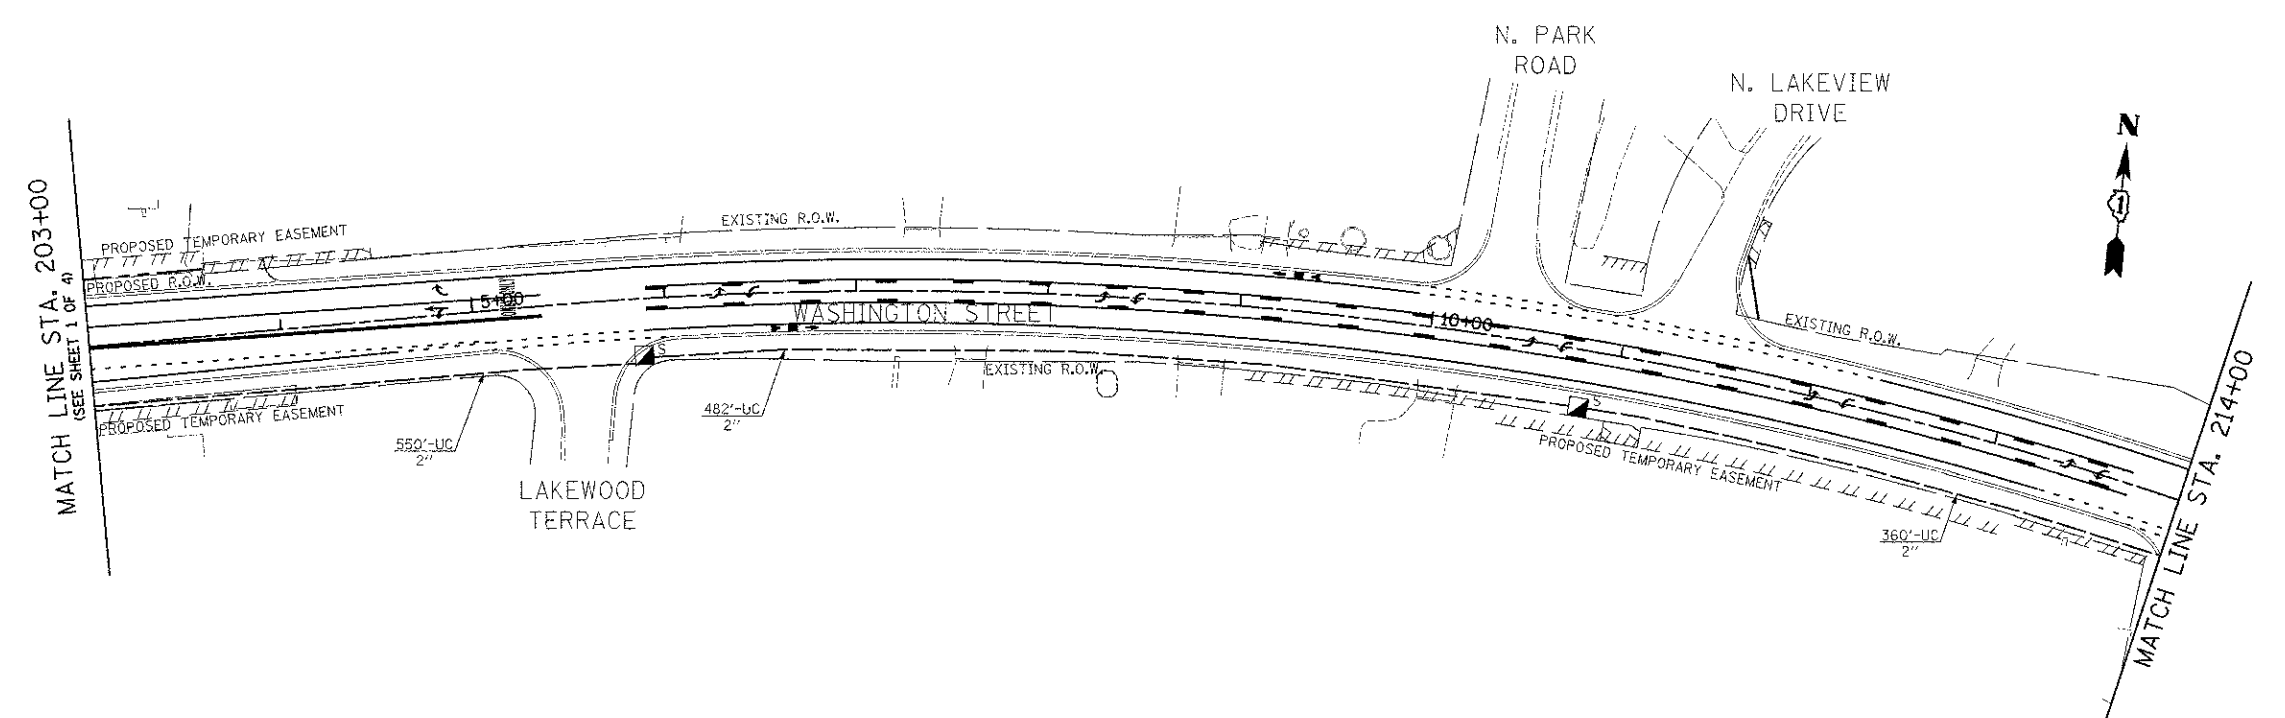 N. PARK
ROAD
N. LAKEVIEW
DRIVE
N
1
MATCH LINE STA. 203+00
(SEE SHEET 1 OF 4)
PROPOSED TEMPORARY EASEMENT
PROPOSED R.O.W.
EXISTING R.O.W.
5+00
WASHINGTON STREET
10+00
EXISTING R.O.W.
S
EXISTING R.O.W.
S
PROPOSED TEMPORARY EASEMENT
550'-UC
2"
482'-UC
2"
PROPOSED TEMPORARY EASEMENT
360'-UC
2"
LAKEWOOD
TERRACE
MATCH LINE STA. 214+00